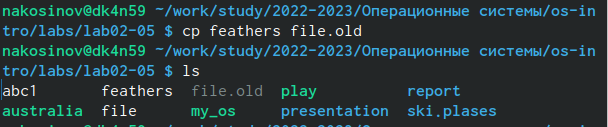 nakosinov@dk4n59 ~/work/study/2022-2023/Операционные системы/os-in
tro/labs/lab02-05 $ cp feathers file.old
nakosinov@dk4n59 ~/work/study/2022-2023/Операционные системы/os-in
tro/labs/lab02-05 $ ls
abc1 feathers file.old play report
australia file my_os presentation ski.plases